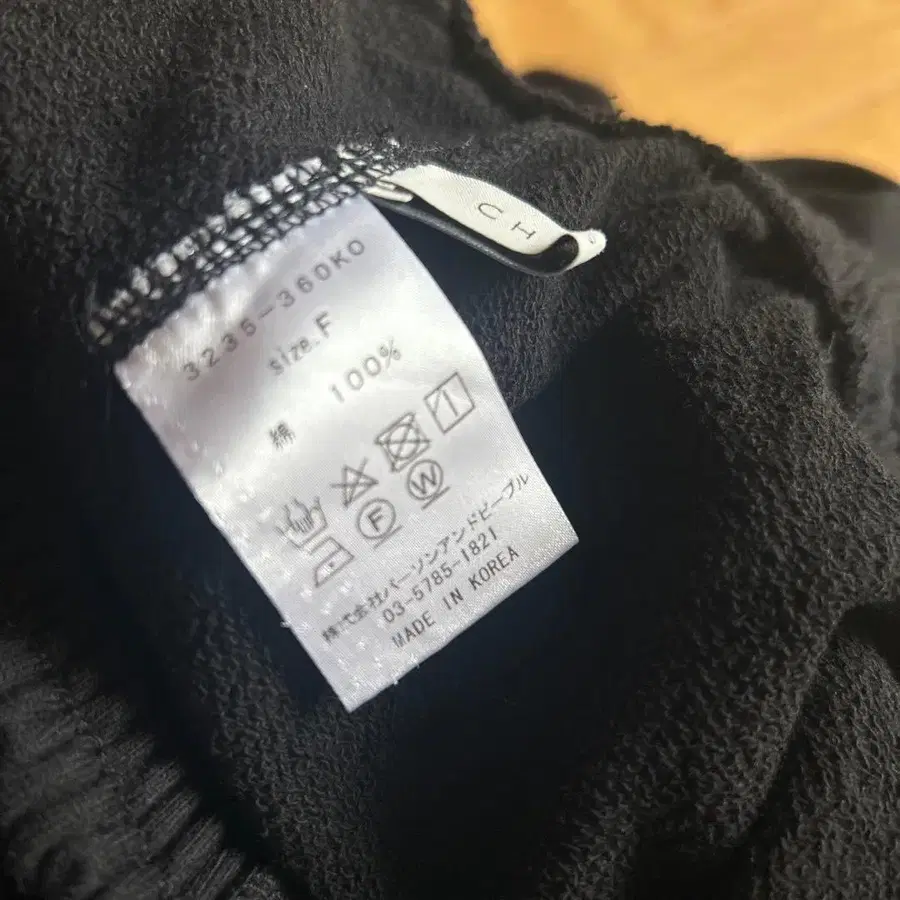 CH
3235-360KO
size.F
綿 100%
F W
株式会社パーソンアンドピープル
03-5785-1821
MADE IN KOREA